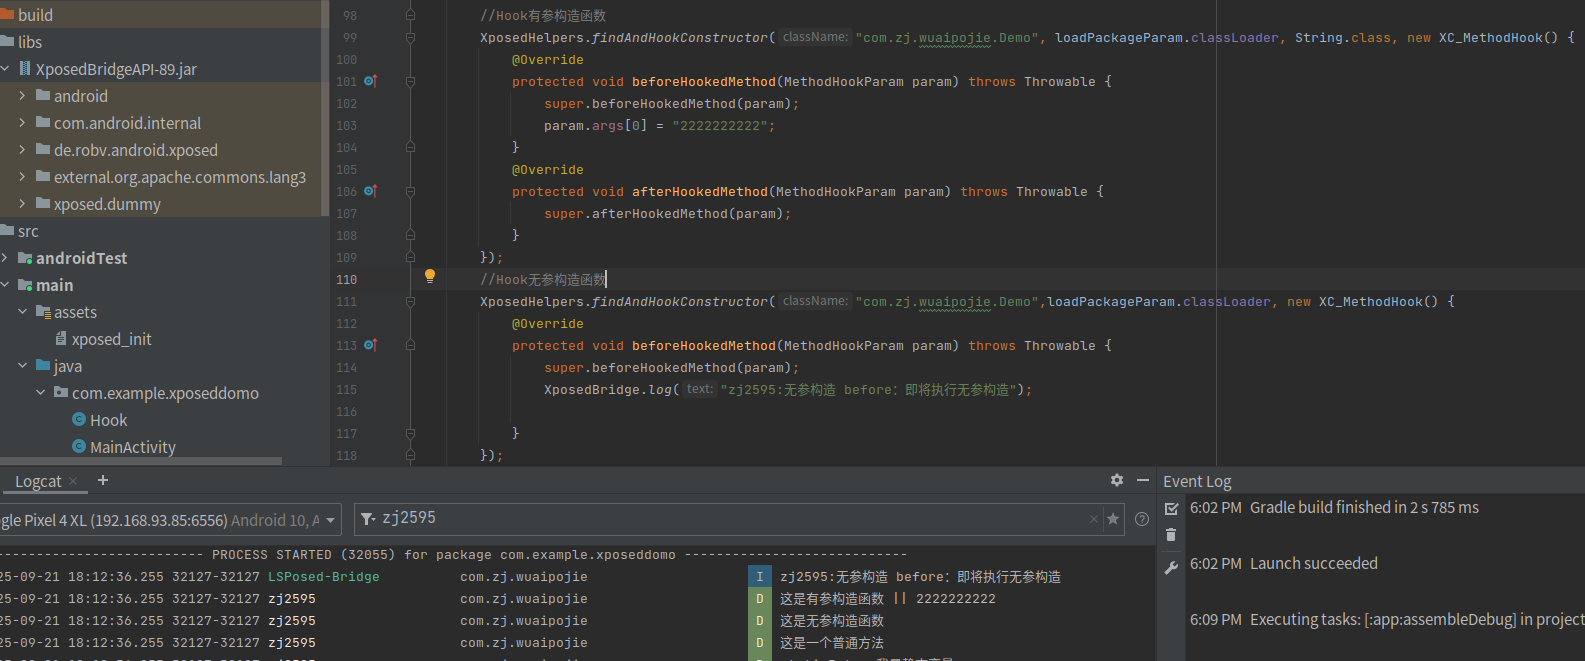 build
libs
XposedBridgeAPI-89.jar
android
com.android.internal
de.robv.android.xposed
external.org.apache.commons.lang3
xposed.dummy
src
androidTest
main
assets
xposed_init
java
com.example.xposeddomo
Hook
MainActivity
98 //Hook有参构造函数
99 XposedHelpers.findAndHookConstructor( className: "com.zj.wuaipojie.Demo", loadPackageParam.classLoader, String.class, new XC_MethodHook() {
100 @Override
101 protected void beforeHookedMethod(MethodHookParam param) throws Throwable {
102 super.beforeHookedMethod(param);
103 param.args[0] = "2222222222";
104 }
105 @Override
106 protected void afterHookedMethod(MethodHookParam param) throws Throwable {
107 super.afterHookedMethod(param);
108 }
109 });
110 //Hook无参构造函数
111 XposedHelpers.findAndHookConstructor( className: "com.zj.wuaipojie.Demo",loadPackageParam.classLoader, new XC_MethodHook() {
112 @Override
113 protected void beforeHookedMethod(MethodHookParam param) throws Throwable {
114 super.beforeHookedMethod(param);
115 XposedBridge.log( text: "zj2595:无参构造 before: 即将执行无参构造");
116
117 }
118 });
Logcat
gle Pixel 4 XL (192.168.93.85:6556) Android 10, A
zj2595
-------------------------- PROCESS STARTED (32055) for package com.example.xposeddomo ----------------------------
25-09-21 18:12:36.255 32127-32127 LSPosed-Bridge com.zj.wuaipojie I zj2595:无参构造 before: 即将执行无参构造
25-09-21 18:12:36.255 32127-32127 zj2595 com.zj.wuaipojie D 这是有参构造函数 || 2222222222
25-09-21 18:12:36.255 32127-32127 zj2595 com.zj.wuaipojie D 这是无参构造函数
25-09-21 18:12:36.255 32127-32127 zj2595 com.zj.wuaipojie D 这是一个普通方法
Event Log
6:02 PM Gradle build finished in 2 s 785 ms
6:02 PM Launch succeeded
6:09 PM Executing tasks: [:app:assembleDebug] in project